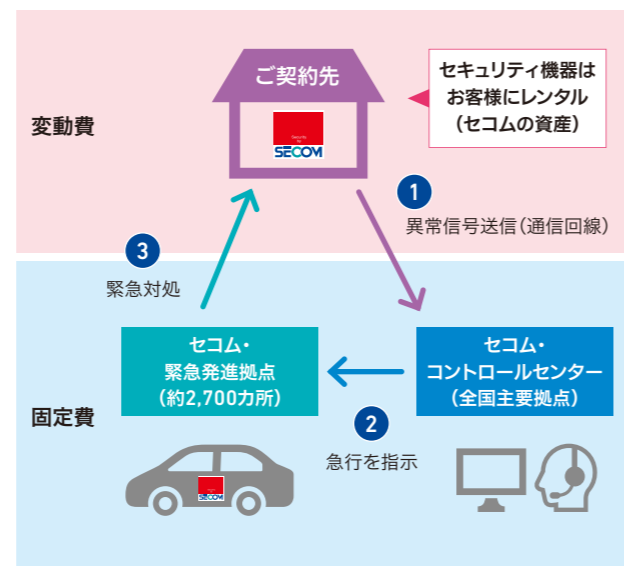 ご契約先
セキュリティ機器は
お客様にレンタル
（セコムの資産）
変動費
SECOM
1
異常信号送信（通信回線）
3
緊急対処
セコム・
緊急発進拠点
（約2,700カ所）
セコム・
コントロールセンター
（全国主要拠点）
固定費
2
急行を指示
SECOM